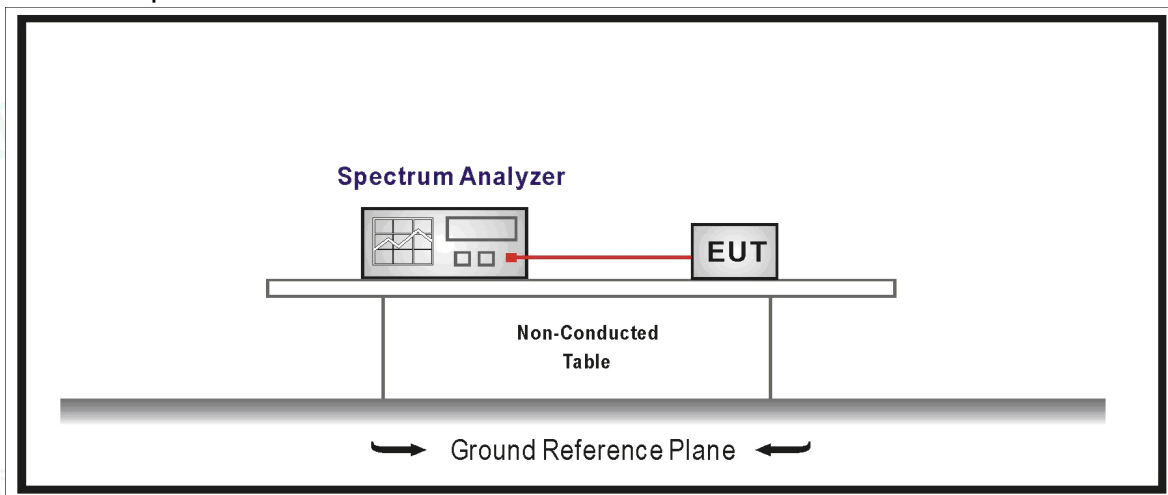 Spectrum Analyzer
EUT
Non-Conducted
Table
Ground Reference Plane